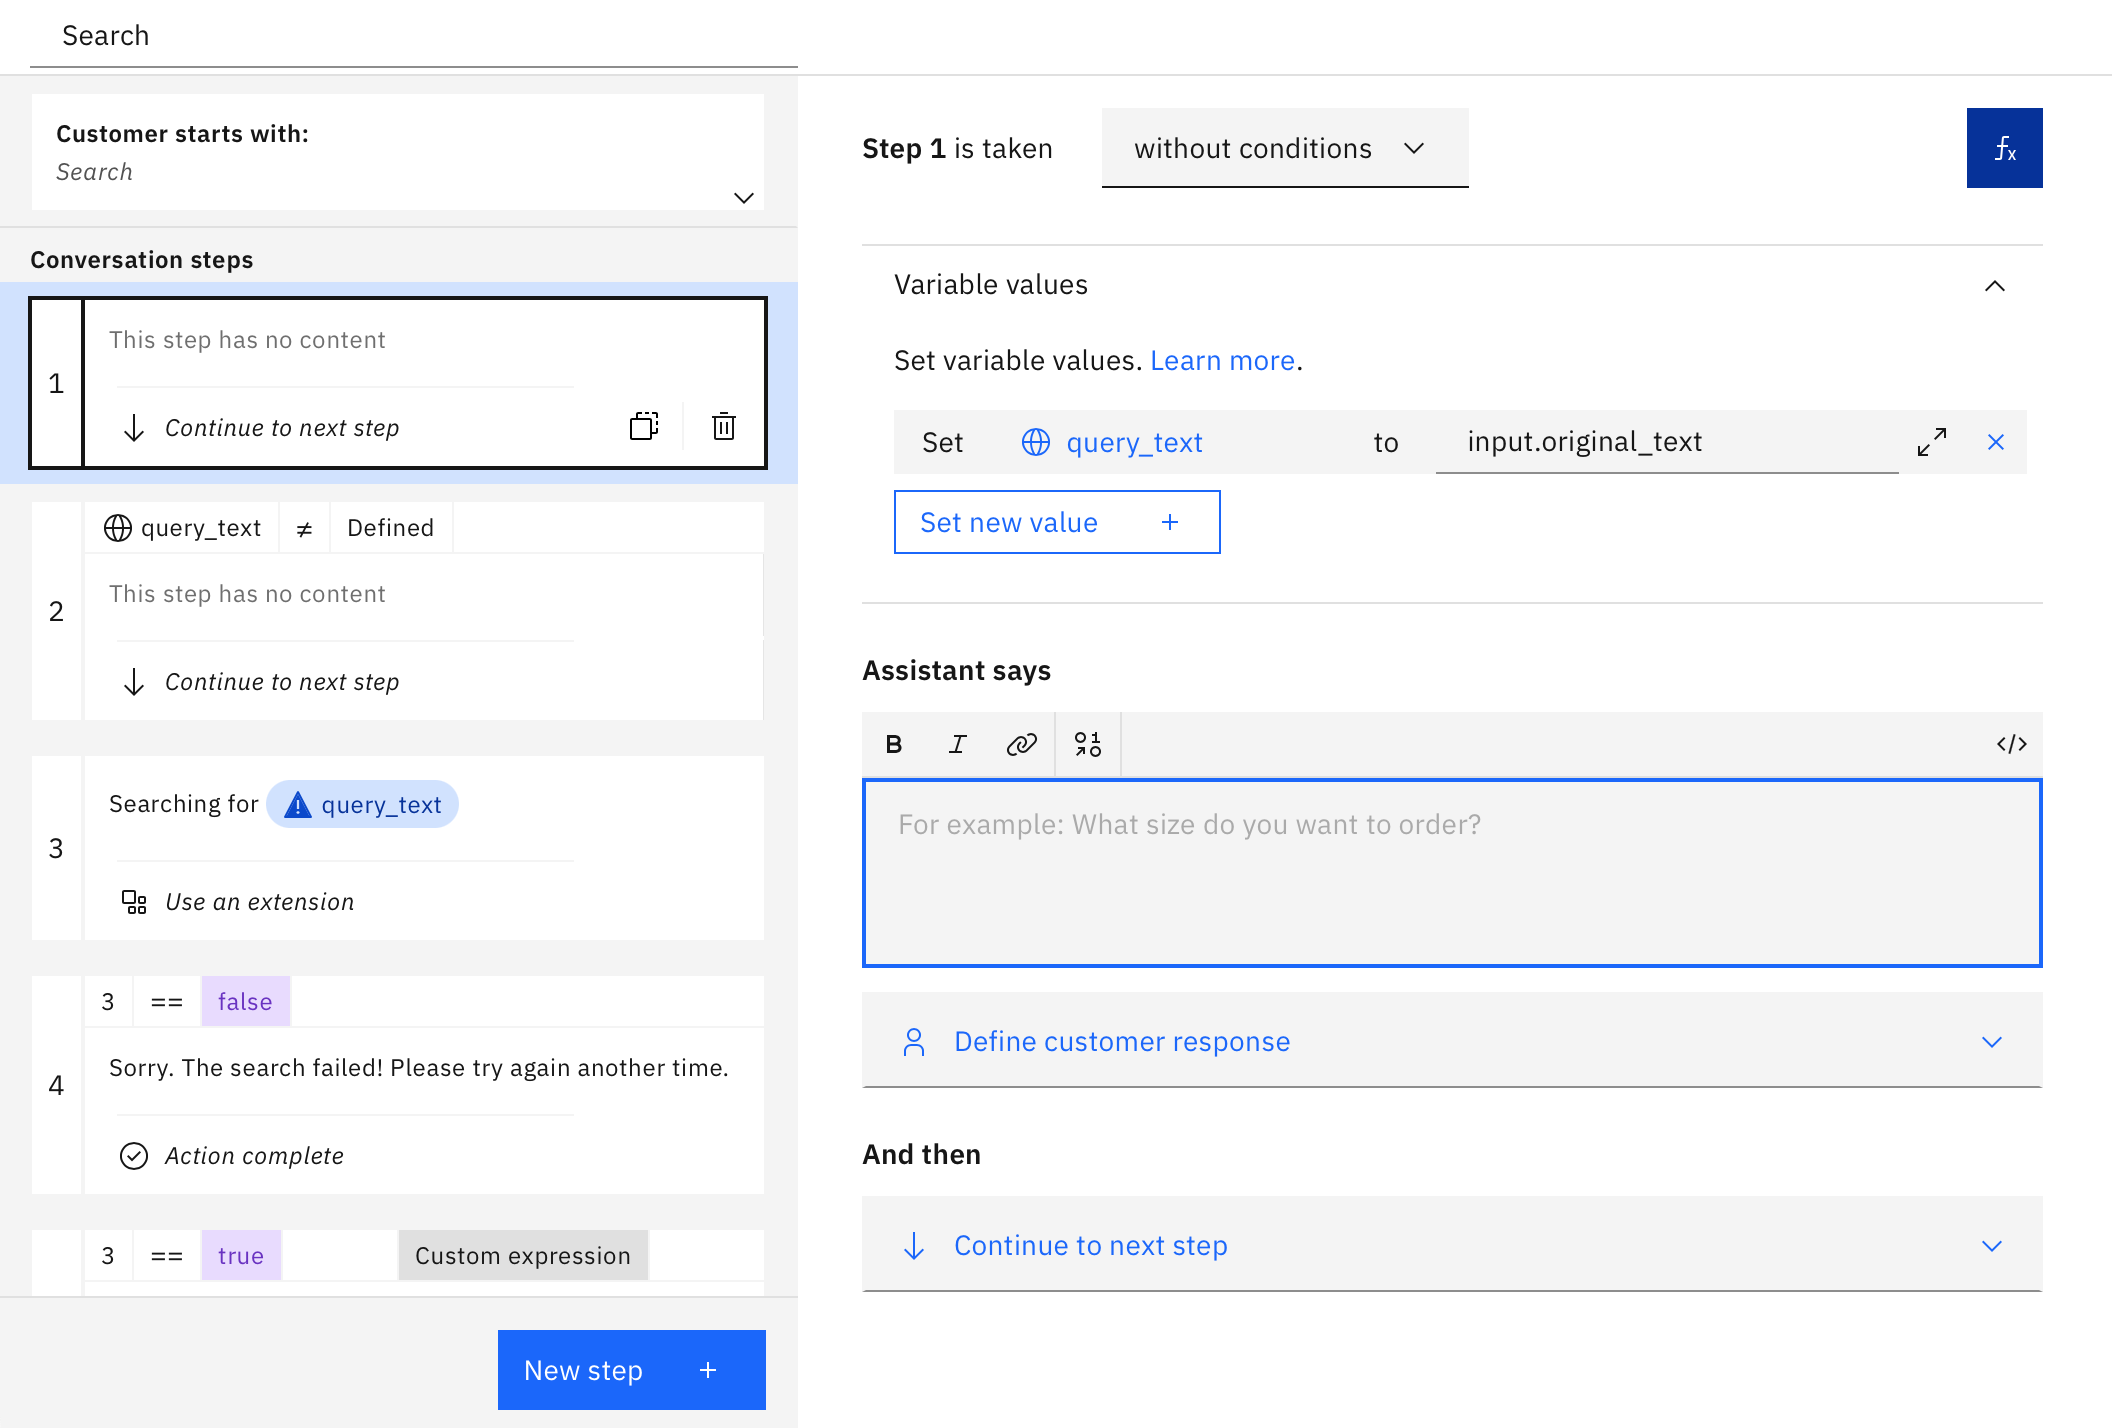 Search
Customer starts with:
Search
Conversation steps
1
This step has no content
Continue to next step
2
query_text ≠ Defined
This step has no content
Continue to next step
3
Searching for query_text
Use an extension
4
3 == false
Sorry. The search failed! Please try again another time.
Action complete
3 == true Custom expression
New step +
Step 1 is taken without conditions
fx
Variable values
Set variable values. Learn more.
Set query_text to input.original_text
Set new value +
Assistant says
B I </>
For example: What size do you want to order?
Define customer response
And then
Continue to next step